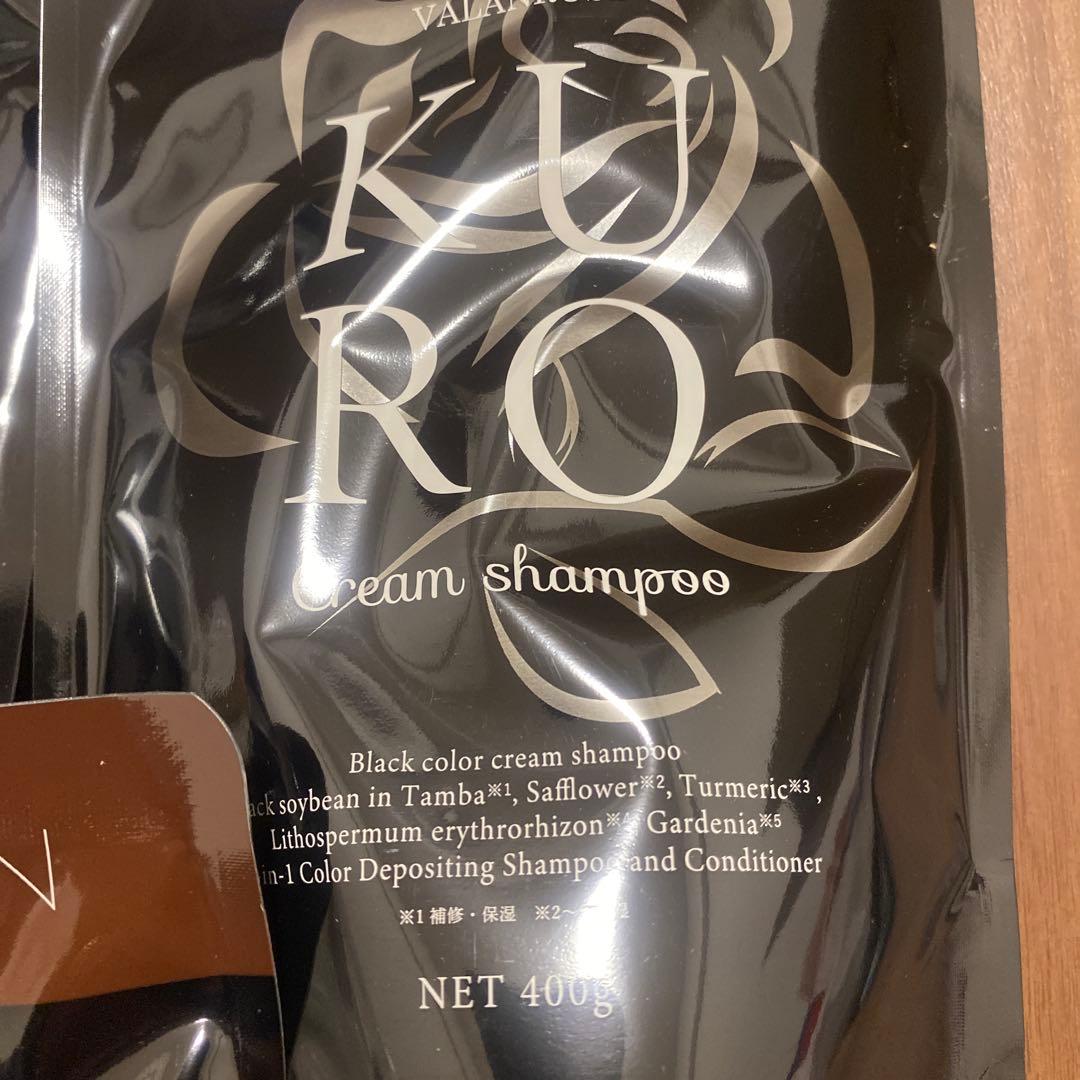 KU
RO
Cream shampoo
Black color cream shampoo
soybean in Tamba※1, Safflower※2, Turmeric※3,
Lithospermum erythrorhizon※4, Gardenia※5
in-1 Color Depositing Shampoo and Conditioner
※1 補修・保湿 ※2〜
NET 400g
N